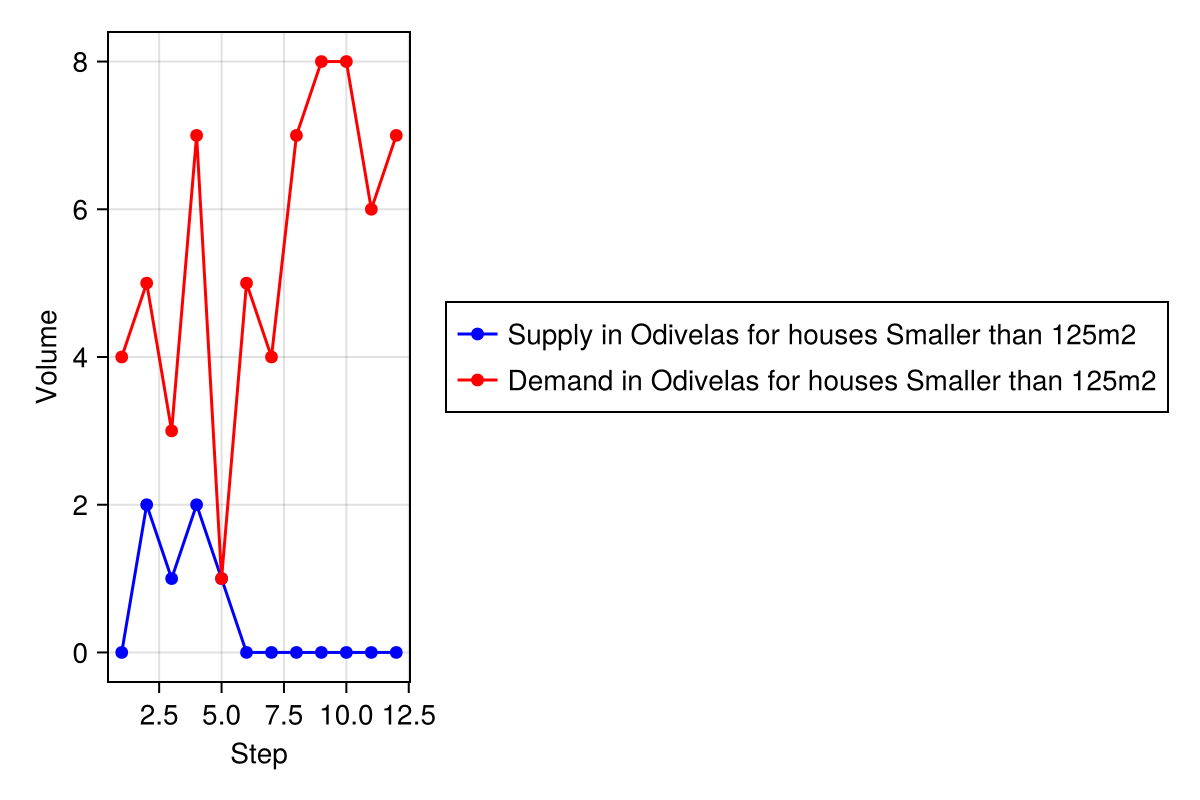 8
6
4
2
0
Volume
2.5 5.0 7.5 10.0 12.5
Step
Supply in Odivelas for houses Smaller than 125m2
Demand in Odivelas for houses Smaller than 125m2